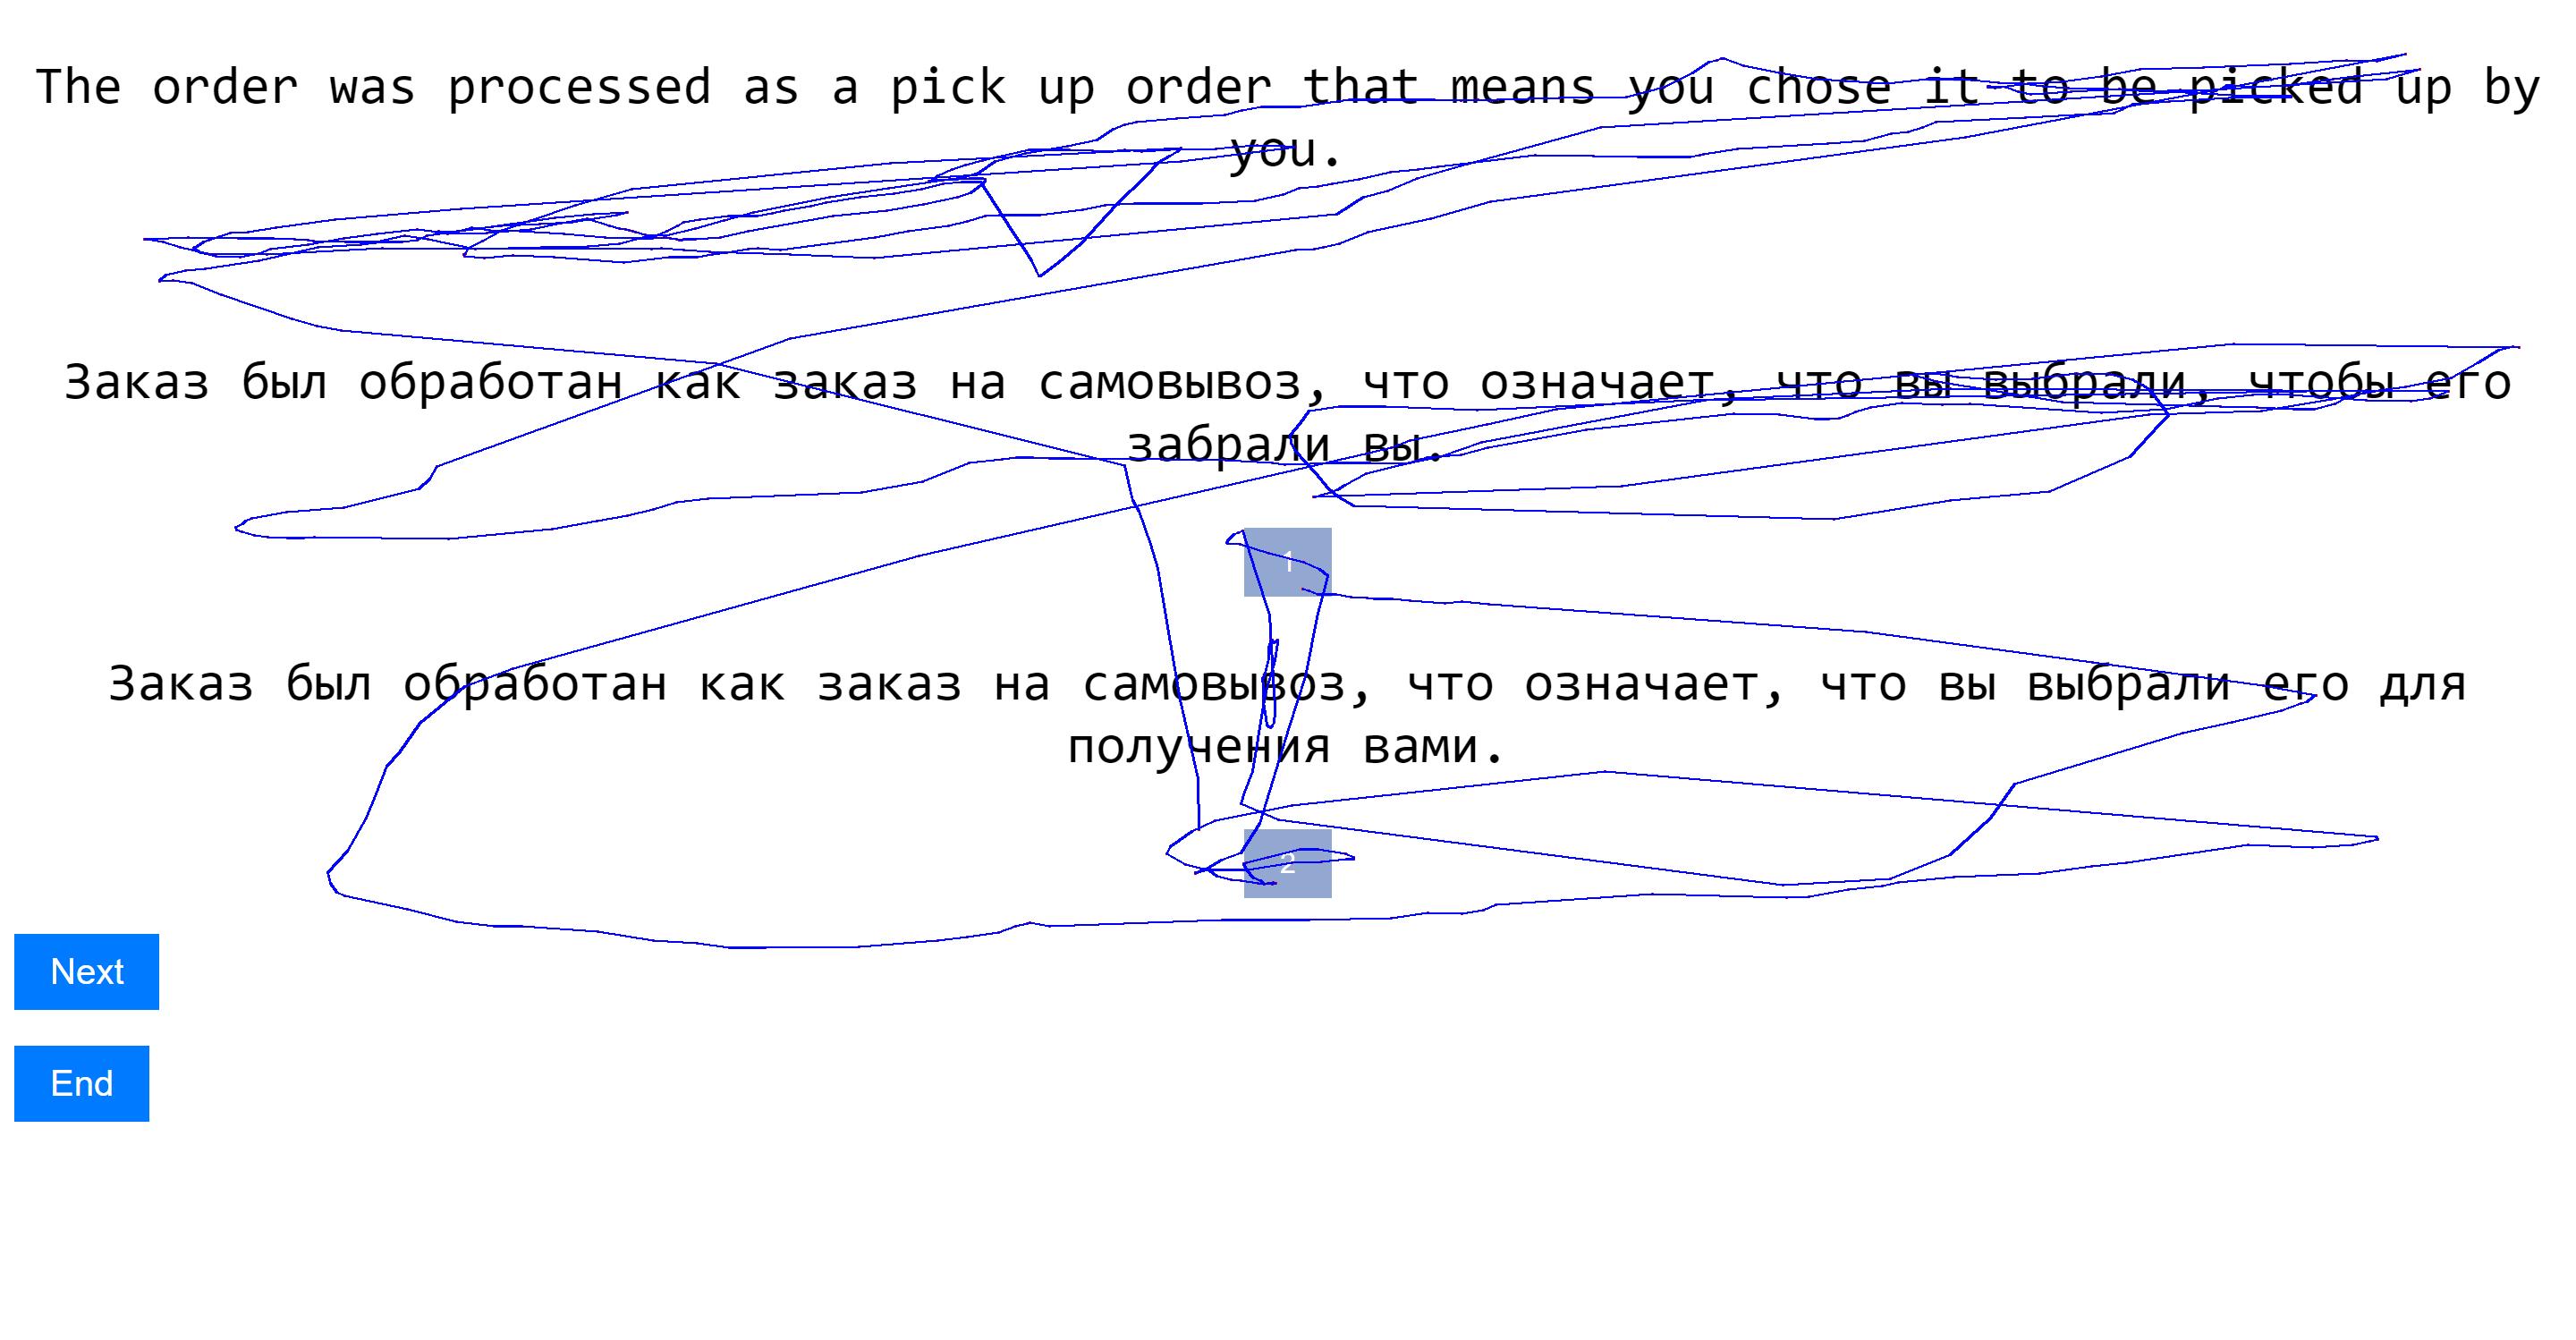 The order was processed as a pick up order that means you chose it to be picked up by
you.
Заказ был обработан как заказ на самовывоз, что означает, что вы выбрали, чтобы его
забрали вы.
1
Заказ был обработан как заказ на самовывоз, что означает, что вы выбрали его для
получения вами.
2
Next
End